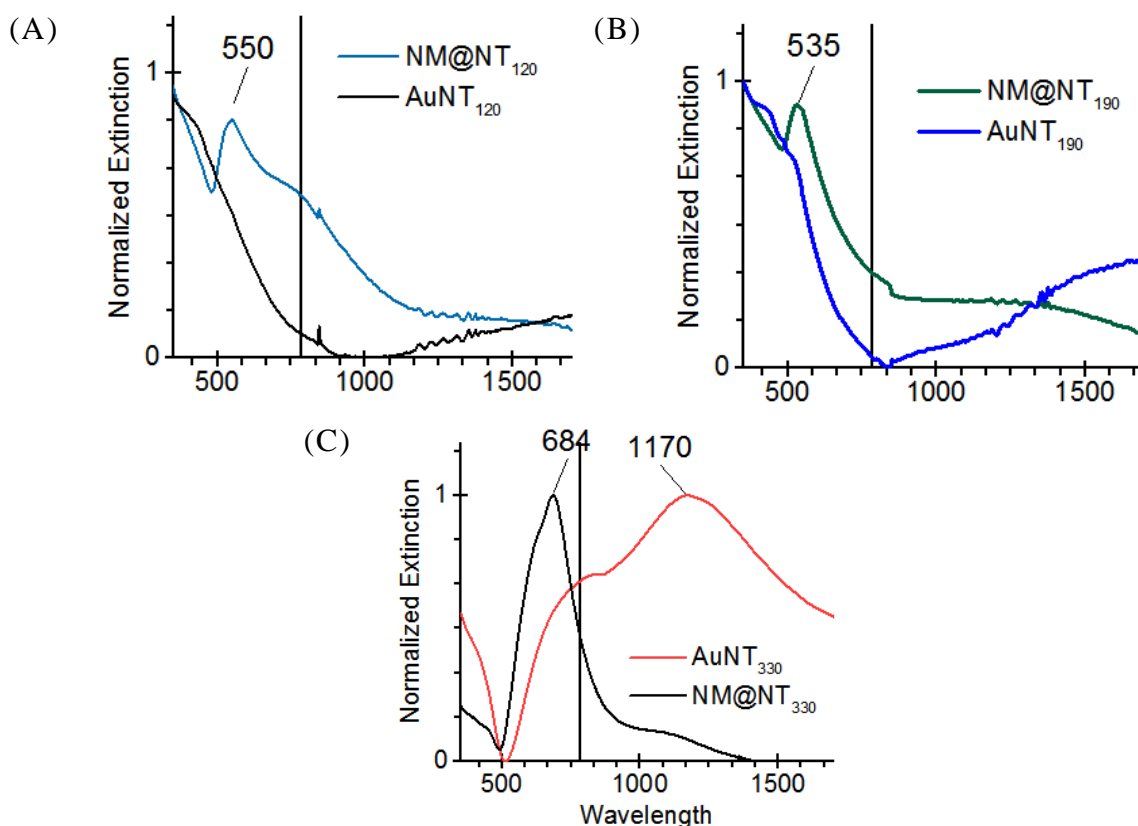 (A)
550
NM@NT₁₂₀
AuNT₁₂₀
1
0
Normalized Extinction
500 1000 1500
(B)
535
NM@NT₁₉₀
AuNT₁₉₀
1
0
Normalized Extinction
500 1000 1500
(C)
684 1170
1
0
Normalized Extinction
AuNT₃₃₀
NM@NT₃₃₀
500 1000 1500
Wavelength